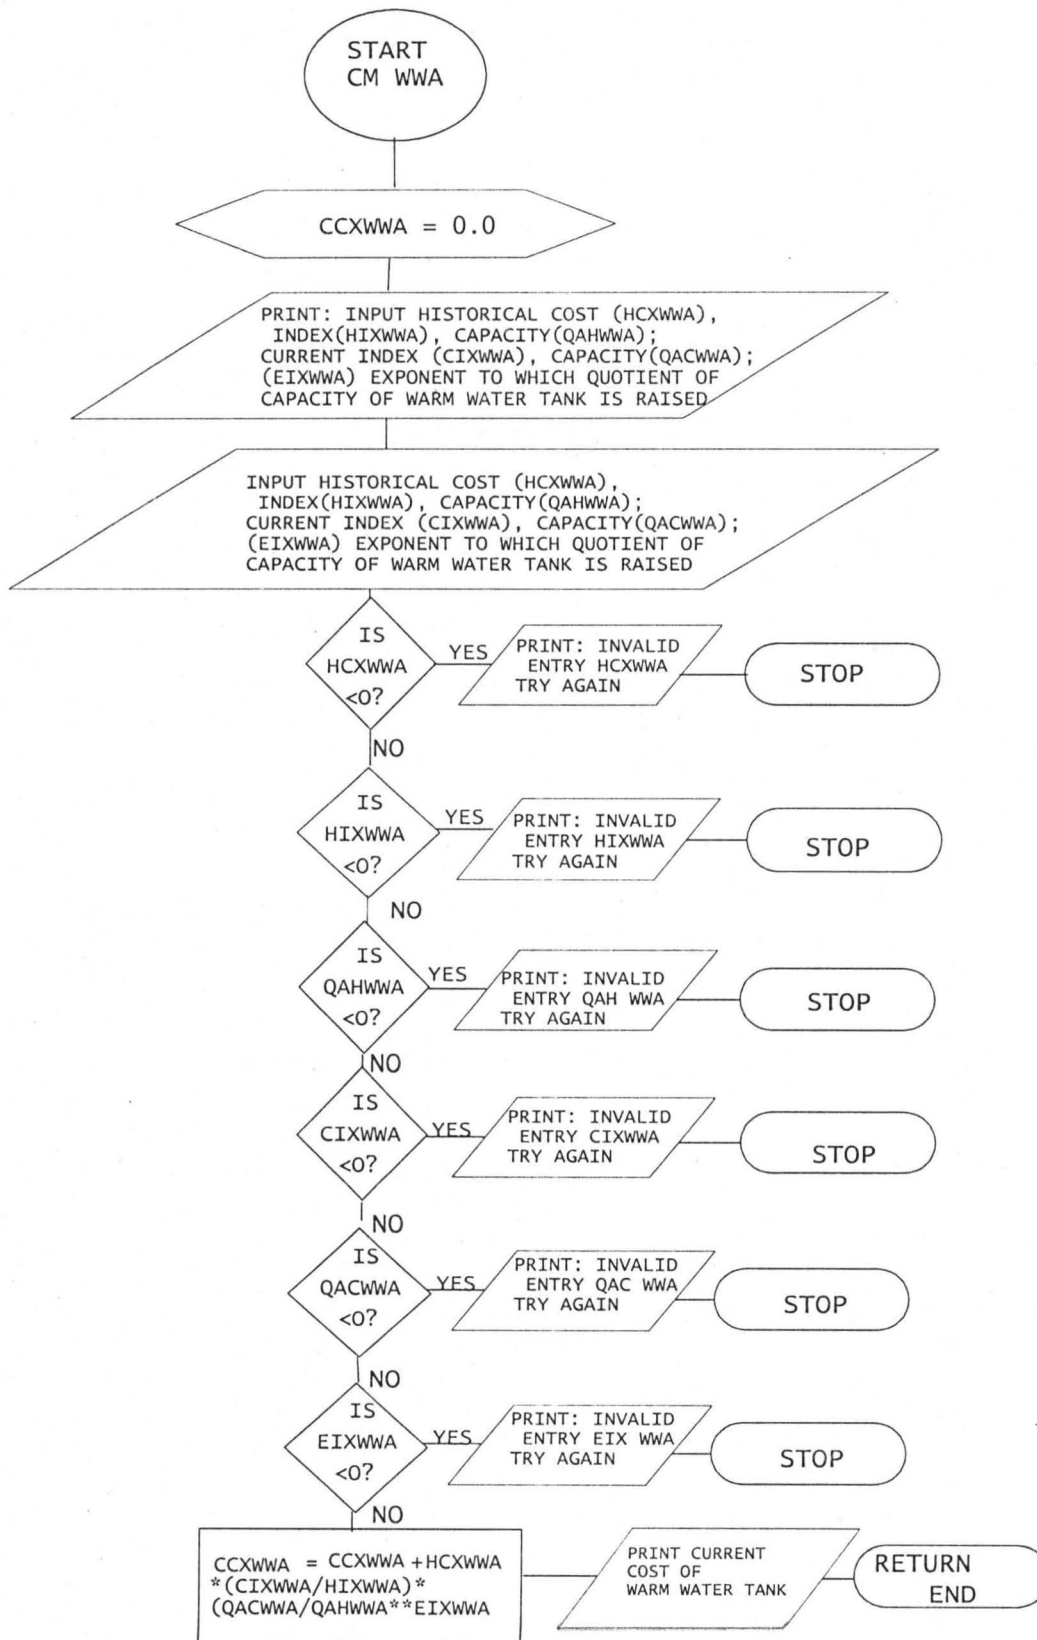 START
CM WWA
CCXWWA = 0.0
PRINT: INPUT HISTORICAL COST (HCXWWA),
INDEX(HIXWWA), CAPACITY(QAHWWA);
CURRENT INDEX (CIXWWA), CAPACITY(QACWWA);
(EIXWWA) EXPONENT TO WHICH QUOTIENT OF
CAPACITY OF WARM WATER TANK IS RAISED
INPUT HISTORICAL COST (HCXWWA),
INDEX(HIXWWA), CAPACITY(QAHWWA);
CURRENT INDEX (CIXWWA), CAPACITY(QACWWA);
(EIXWWA) EXPONENT TO WHICH QUOTIENT OF
CAPACITY OF WARM WATER TANK IS RAISED
IS
HCXWWA
<0?
YES
PRINT: INVALID
ENTRY HCXWWA
TRY AGAIN
STOP
NO
IS
HIXWWA
<0?
YES
PRINT: INVALID
ENTRY HIXWWA
TRY AGAIN
STOP
NO
IS
QAHWWA
<0?
YES
PRINT: INVALID
ENTRY QAH WWA
TRY AGAIN
STOP
NO
IS
CIXWWA
<0?
YES
PRINT: INVALID
ENTRY CIXWWA
TRY AGAIN
STOP
NO
IS
QACWWA
<0?
YES
PRINT: INVALID
ENTRY QAC WWA
TRY AGAIN
STOP
NO
IS
EIXWWA
<0?
YES
PRINT: INVALID
ENTRY EIX WWA
TRY AGAIN
STOP
NO
CCXWWA = CCXWWA +HCXWWA
*(CIXWWA/HIXWWA)*
(QACWWA/QAHWWA**EIXWWA
PRINT CURRENT
COST OF
WARM WATER TANK
RETURN
END